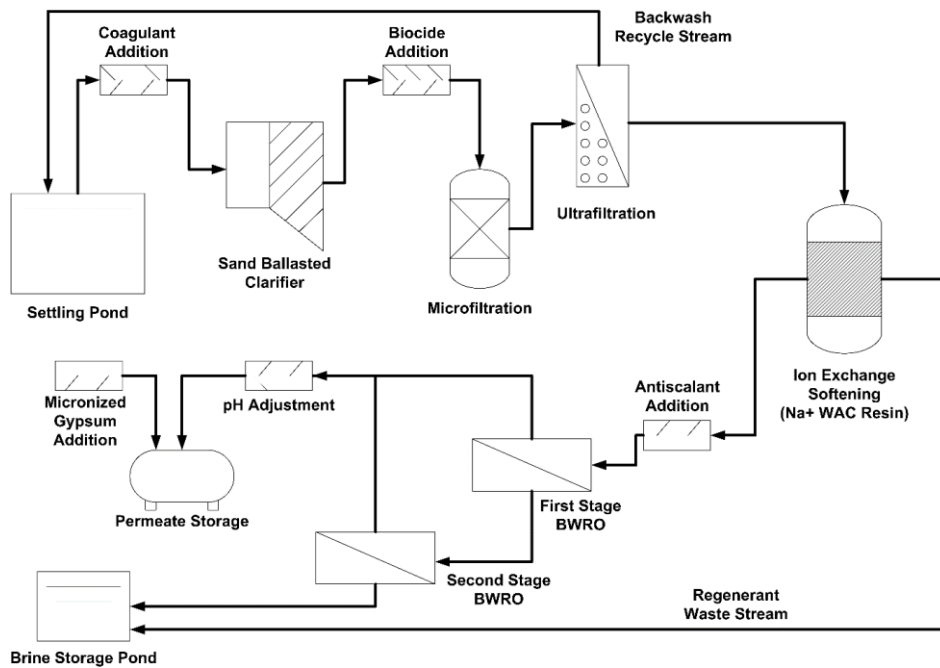 Backwash
Recycle Stream
Coagulant
Addition
Biocide
Addition
Ultrafiltration
Sand Ballasted
Clarifier
Microfiltration
Settling Pond
Ion Exchange
Softening
(Na+ WAC Resin)
Antiscalant
Addition
Micronized
Gypsum
Addition
pH Adjustment
First Stage
BWRO
Permeate Storage
Second Stage
BWRO
Regenerant
Waste Stream
Brine Storage Pond